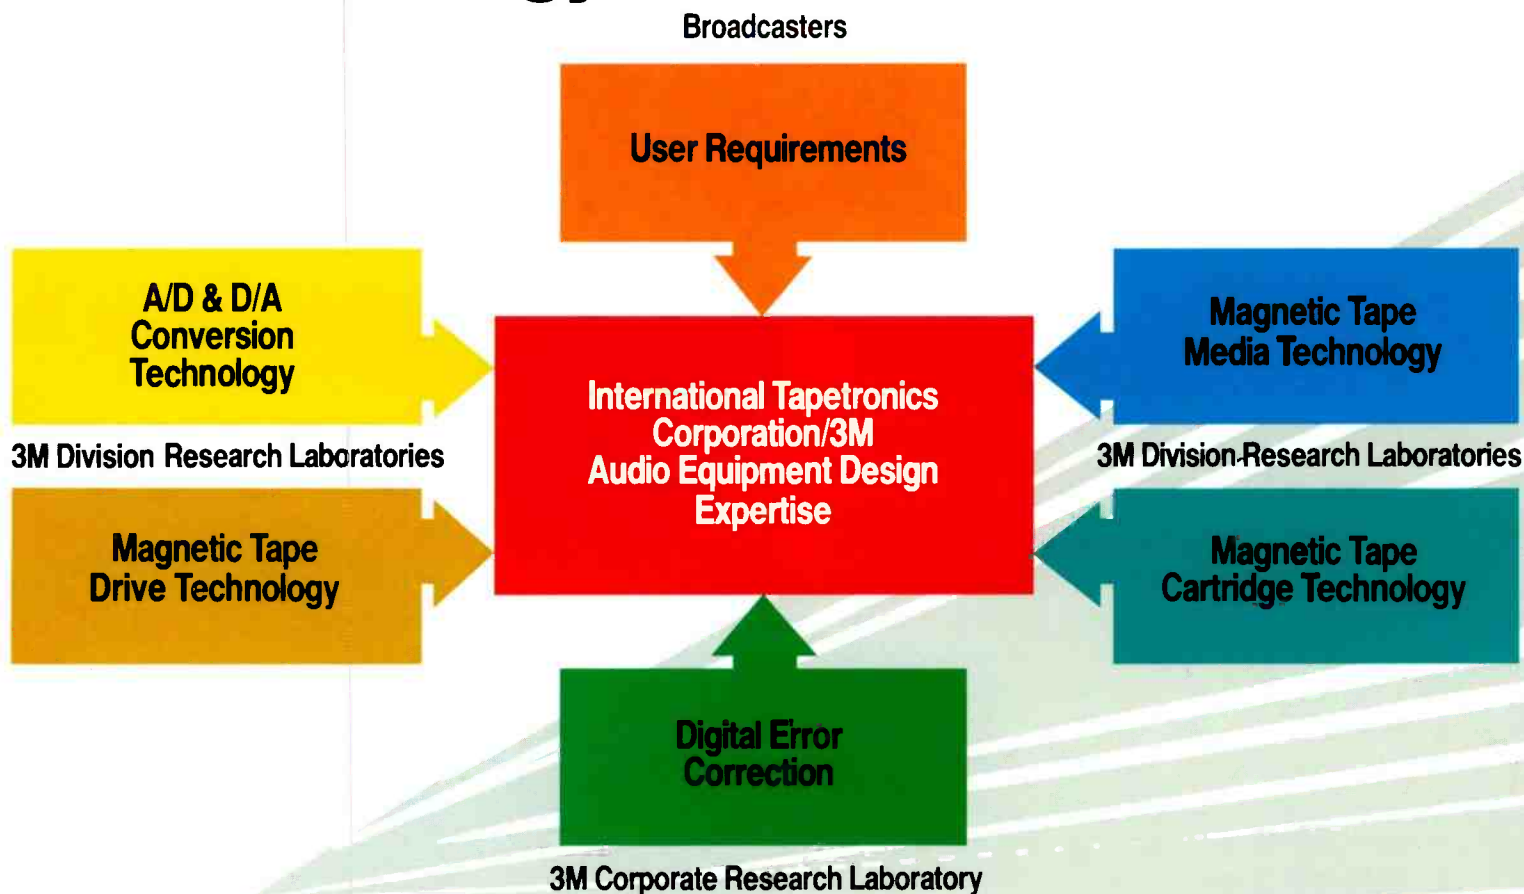 Broadcasters
User Requirements
A/D & D/A
Conversion
Technology
3M Division Research Laboratories
Magnetic Tape
Drive Technology
International Tapetronics
Corporation/3M
Audio Equipment Design
Expertise
Magnetic Tape
Media Technology
3M Division Research Laboratories
Magnetic Tape
Cartridge Technology
Digital Error
Correction
3M Corporate Research Laboratory